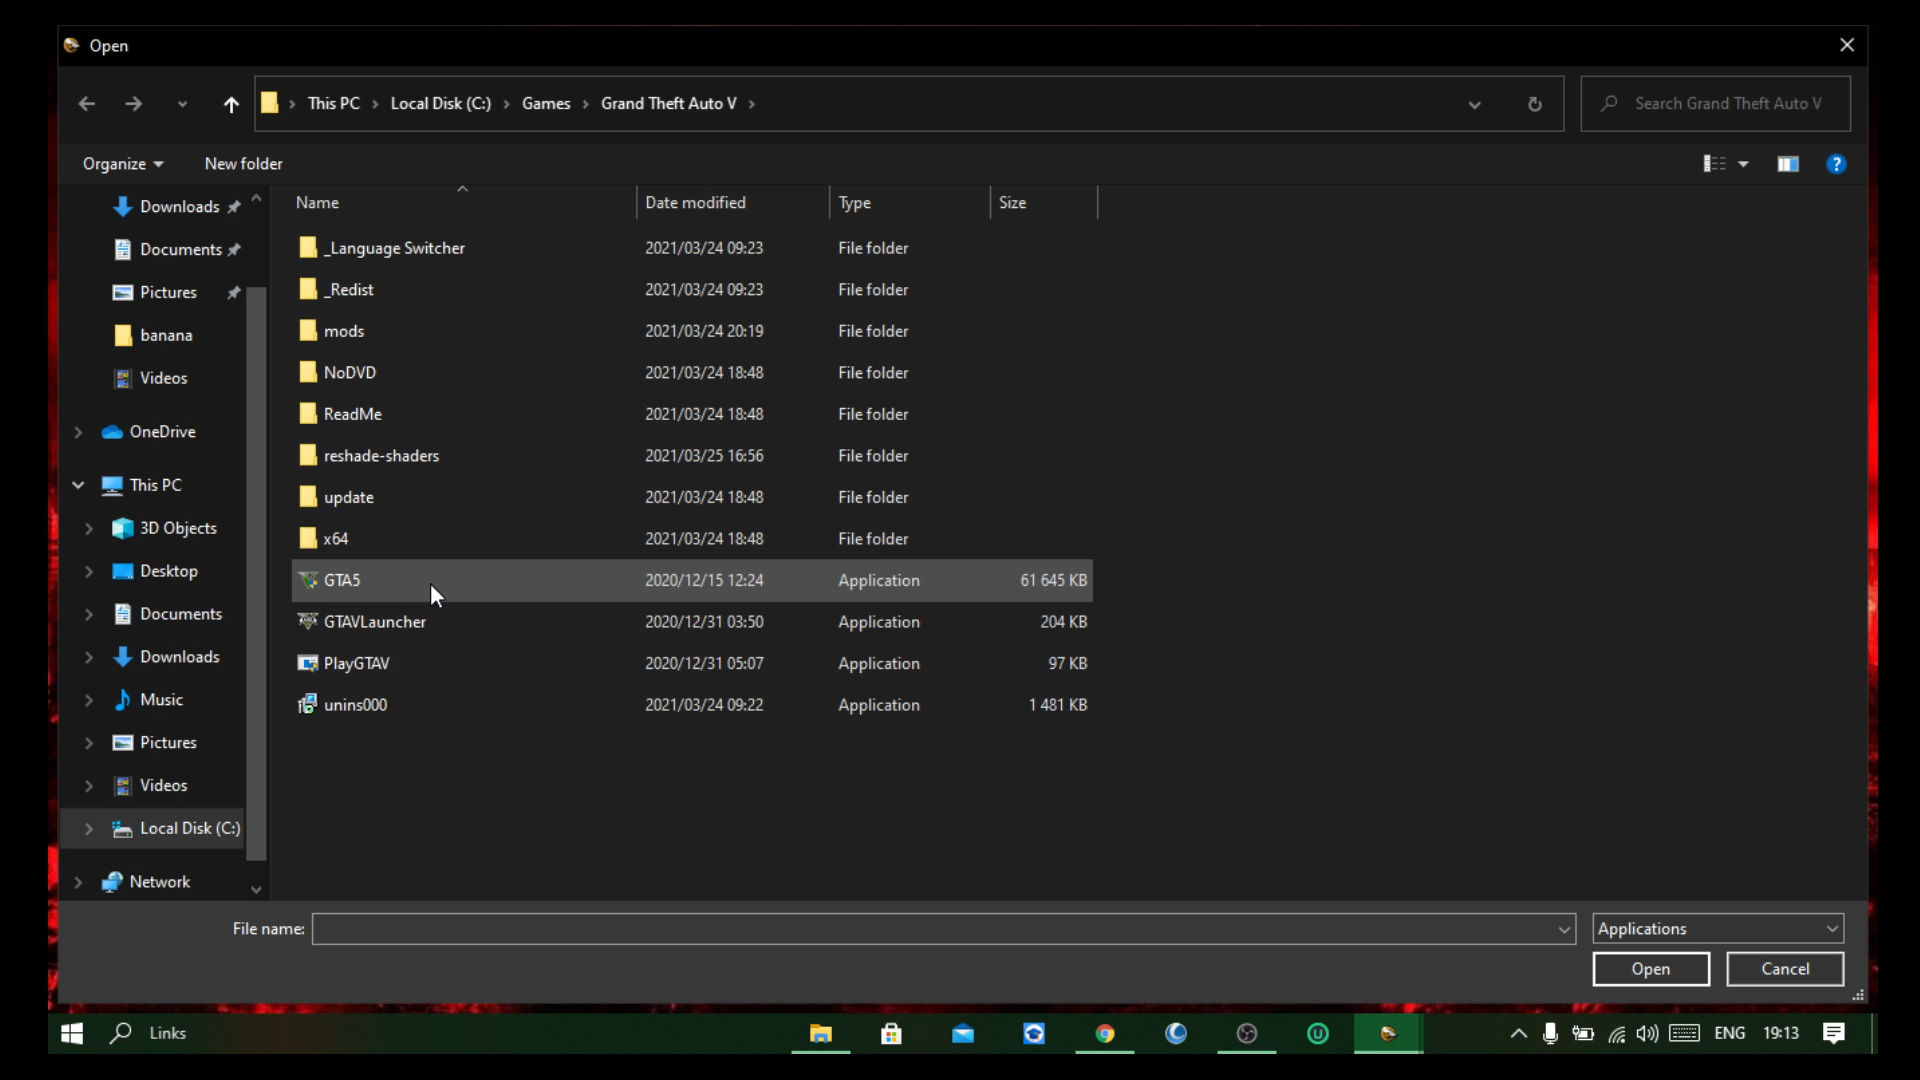 Open
This PC > Local Disk (C:) > Games > Grand Theft Auto V >
Search Grand Theft Auto V
Organize
New folder
Downloads
Documents
Pictures
banana
Videos
OneDrive
This PC
3D Objects
Desktop
Documents
Downloads
Music
Pictures
Videos
Local Disk (C:)
Network
Name Date modified Type Size
_Language Switcher 2021/03/24 09:23 File folder
_Redist 2021/03/24 09:23 File folder
mods 2021/03/24 20:19 File folder
NoDVD 2021/03/24 18:48 File folder
ReadMe 2021/03/24 18:48 File folder
reshade-shaders 2021/03/25 16:56 File folder
update 2021/03/24 18:48 File folder
x64 2021/03/24 18:48 File folder
GTA5 2020/12/15 12:24 Application 61 645 KB
GTAVLauncher 2020/12/31 03:50 Application 204 KB
PlayGTAV 2020/12/31 05:07 Application 97 KB
unins000 2021/03/24 09:22 Application 1 481 KB
File name:
Applications
Open
Cancel
Links
ENG 19:13